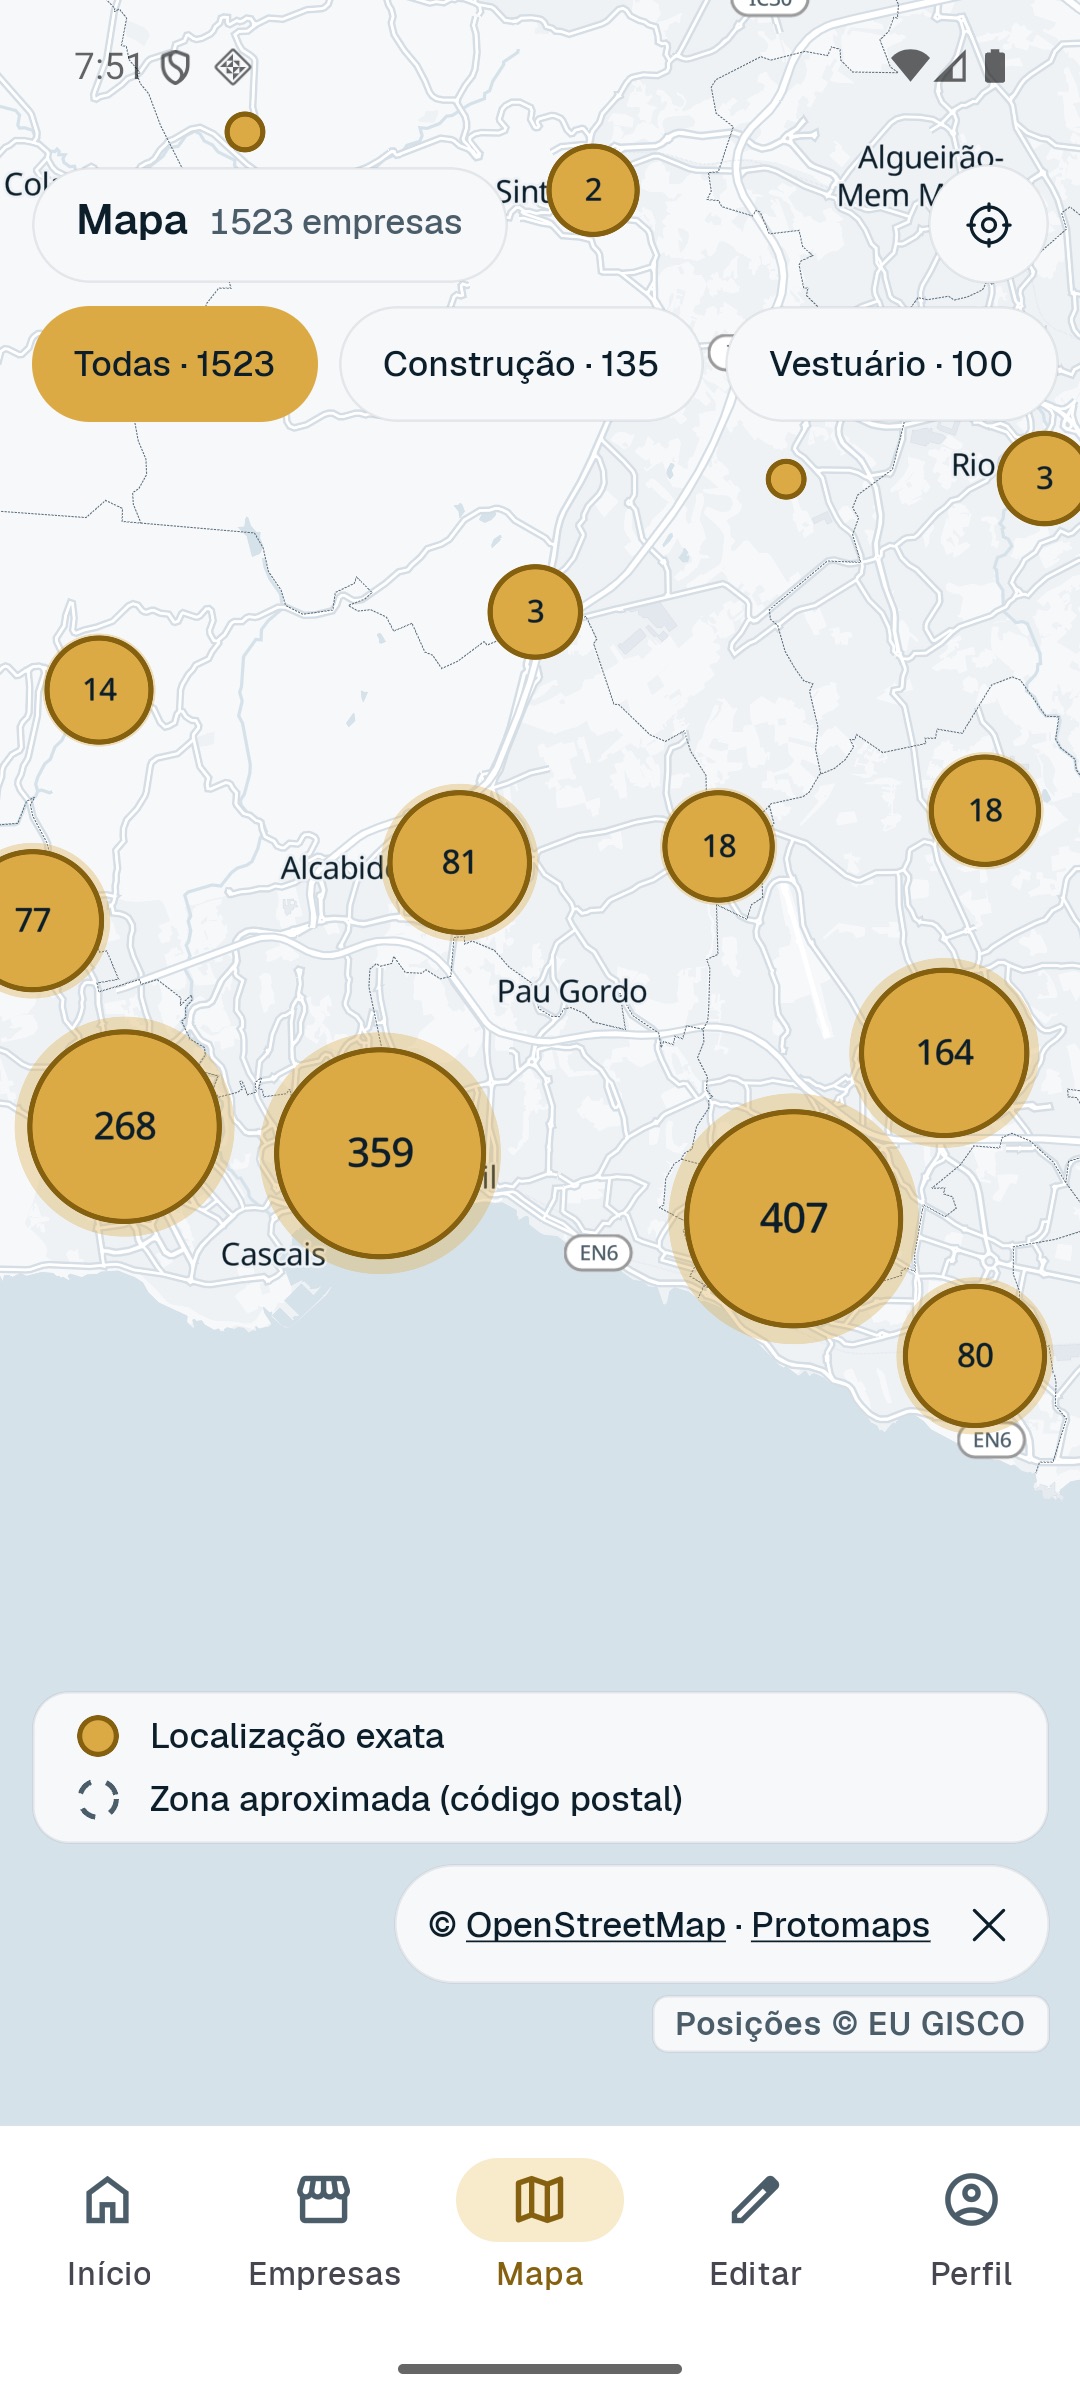 7:51
2
Algueirão-
Mem M
Mapa 1523 empresas
Todas · 1523
Construção · 135
Vestuário · 100
Rio
3
3
14
18
18
81
77
Pau Gordo
164
268
359
407
Cascais
EN6
80
EN6
Localização exata
Zona aproximada (código postal)
© OpenStreetMap · Protomaps
Posições © EU GISCO
Início
Empresas
Mapa
Editar
Perfil